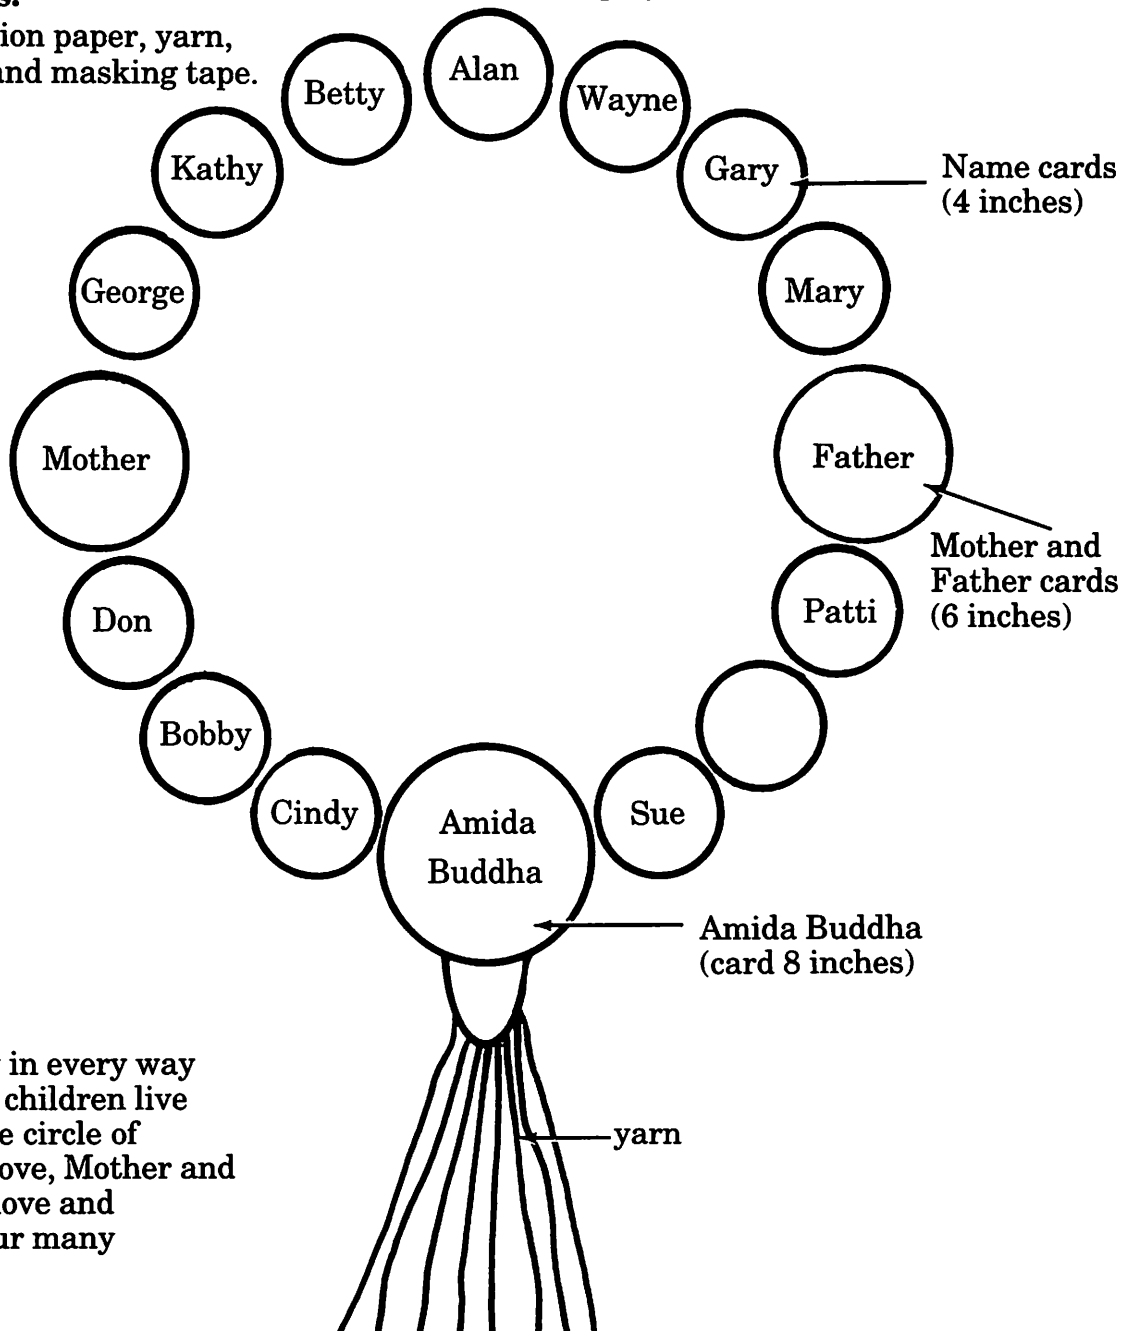 ion paper, yarn,
and masking tape.
Alan
Betty
Wayne
Kathy
Gary
Name cards
(4 inches)
George
Mary
Mother
Father
Mother and
Father cards
(6 inches)
Don
Patti
Bobby
Cindy
Amida
Buddha
Sue
Amida Buddha
(card 8 inches)
yarn
in every way
children live
e circle of
ove, Mother and
ove and
ur many